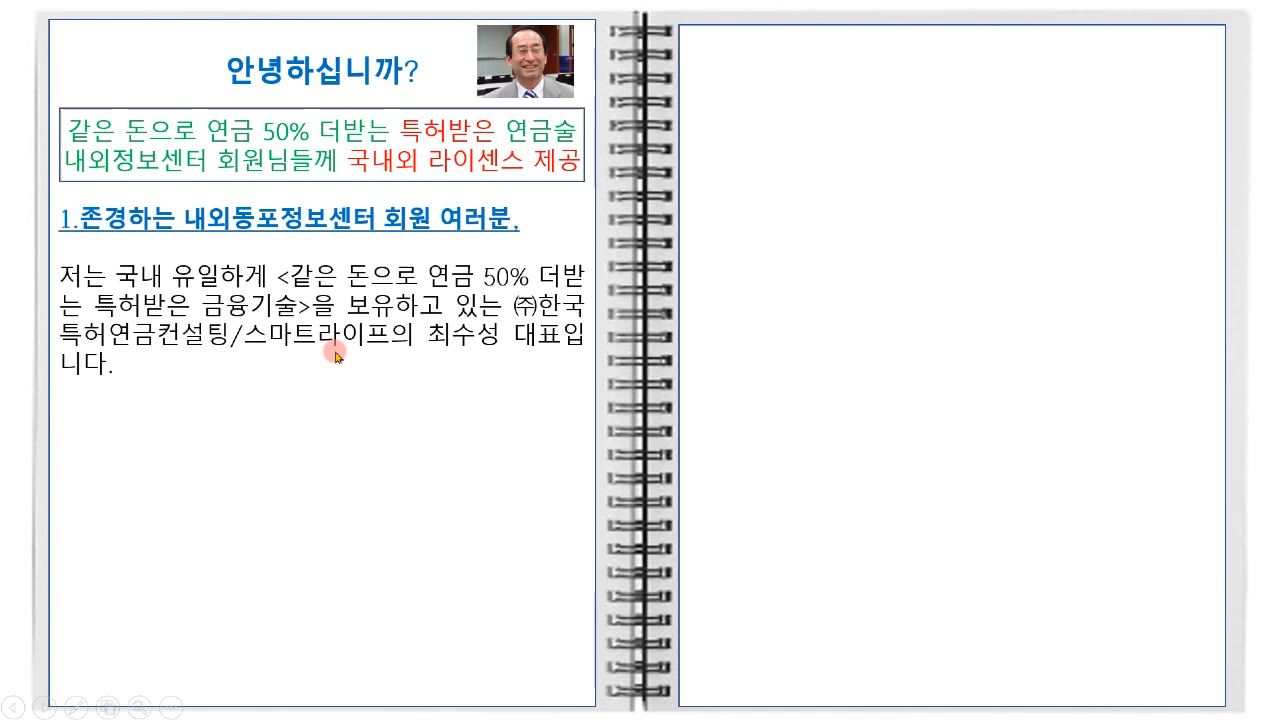 안녕하십니까?
같은 돈으로 연금 50% 더받는 특허받은 연금술
내외정보센터 회원님들께 국내외 라이센스 제공
1.존경하는 내외동포정보센터 회원 여러분,
저는 국내 유일하게 <같은 돈으로 연금 50% 더받
는 특허받은 금융기술>을 보유하고 있는 ㈜한국
특허연금컨설팅/스마트라이프의 최수성 대표입
니다.